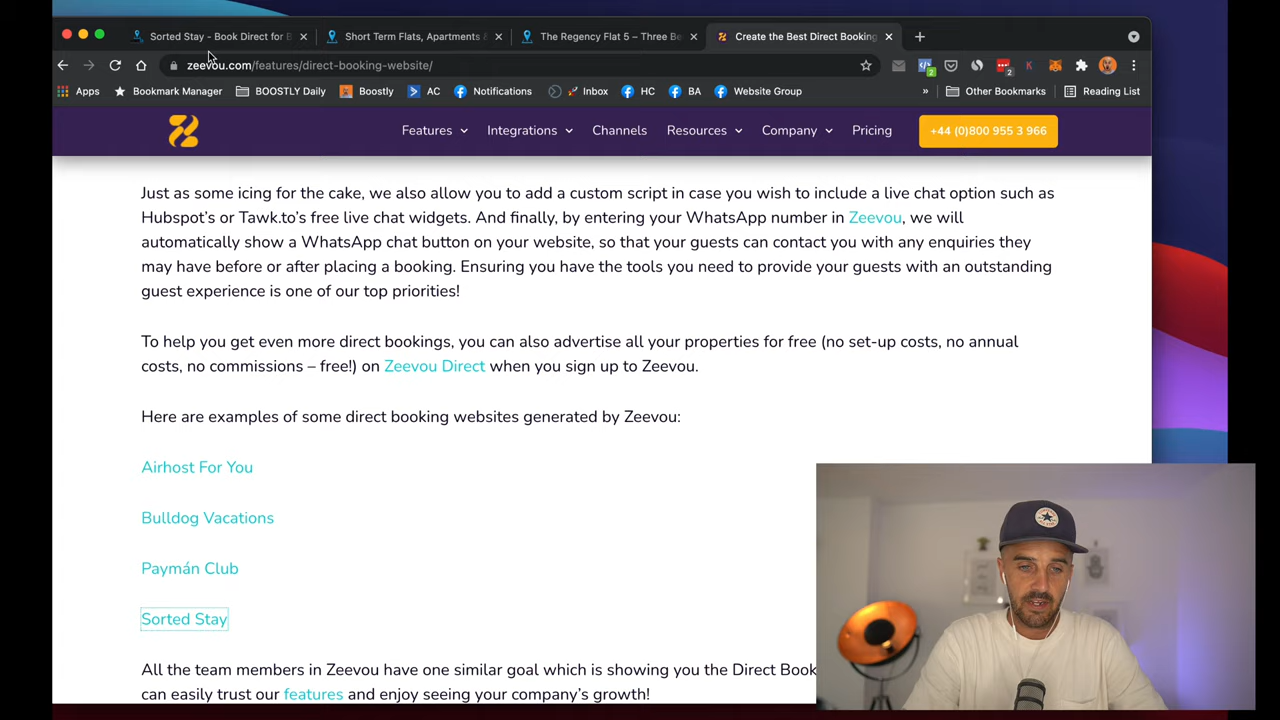 Sorted Stay - Book Direct for B
Short Term Flats, Apartments &
The Regency Flat 5 – Three Be
Create the Best Direct Booking
zeevou.com/features/direct-booking-website/
2
2
Apps
Bookmark Manager
BOOSTLY Daily
Boostly
AC
Notifications
Inbox
HC
BA
Website Group
»
Other Bookmarks
Reading List
Features
Integrations
Channels
Resources
Company
Pricing
+44 (0)800 955 3 966
Just as some icing for the cake, we also allow you to add a custom script in case you wish to include a live chat option such as
Hubspot's or Tawk.to's free live chat widgets. And finally, by entering your WhatsApp number in Zeevou, we will
automatically show a WhatsApp chat button on your website, so that your guests can contact you with any enquiries they
may have before or after placing a booking. Ensuring you have the tools you need to provide your guests with an outstanding
guest experience is one of our top priorities!
To help you get even more direct bookings, you can also advertise all your properties for free (no set-up costs, no annual
costs, no commissions – free!) on Zeevou Direct when you sign up to Zeevou.
Here are examples of some direct booking websites generated by Zeevou:
Airhost For You
Bulldog Vacations
Paymán Club
Sorted Stay
All the team members in Zeevou have one similar goal which is showing you the Direct Book
can easily trust our features and enjoy seeing your company's growth!